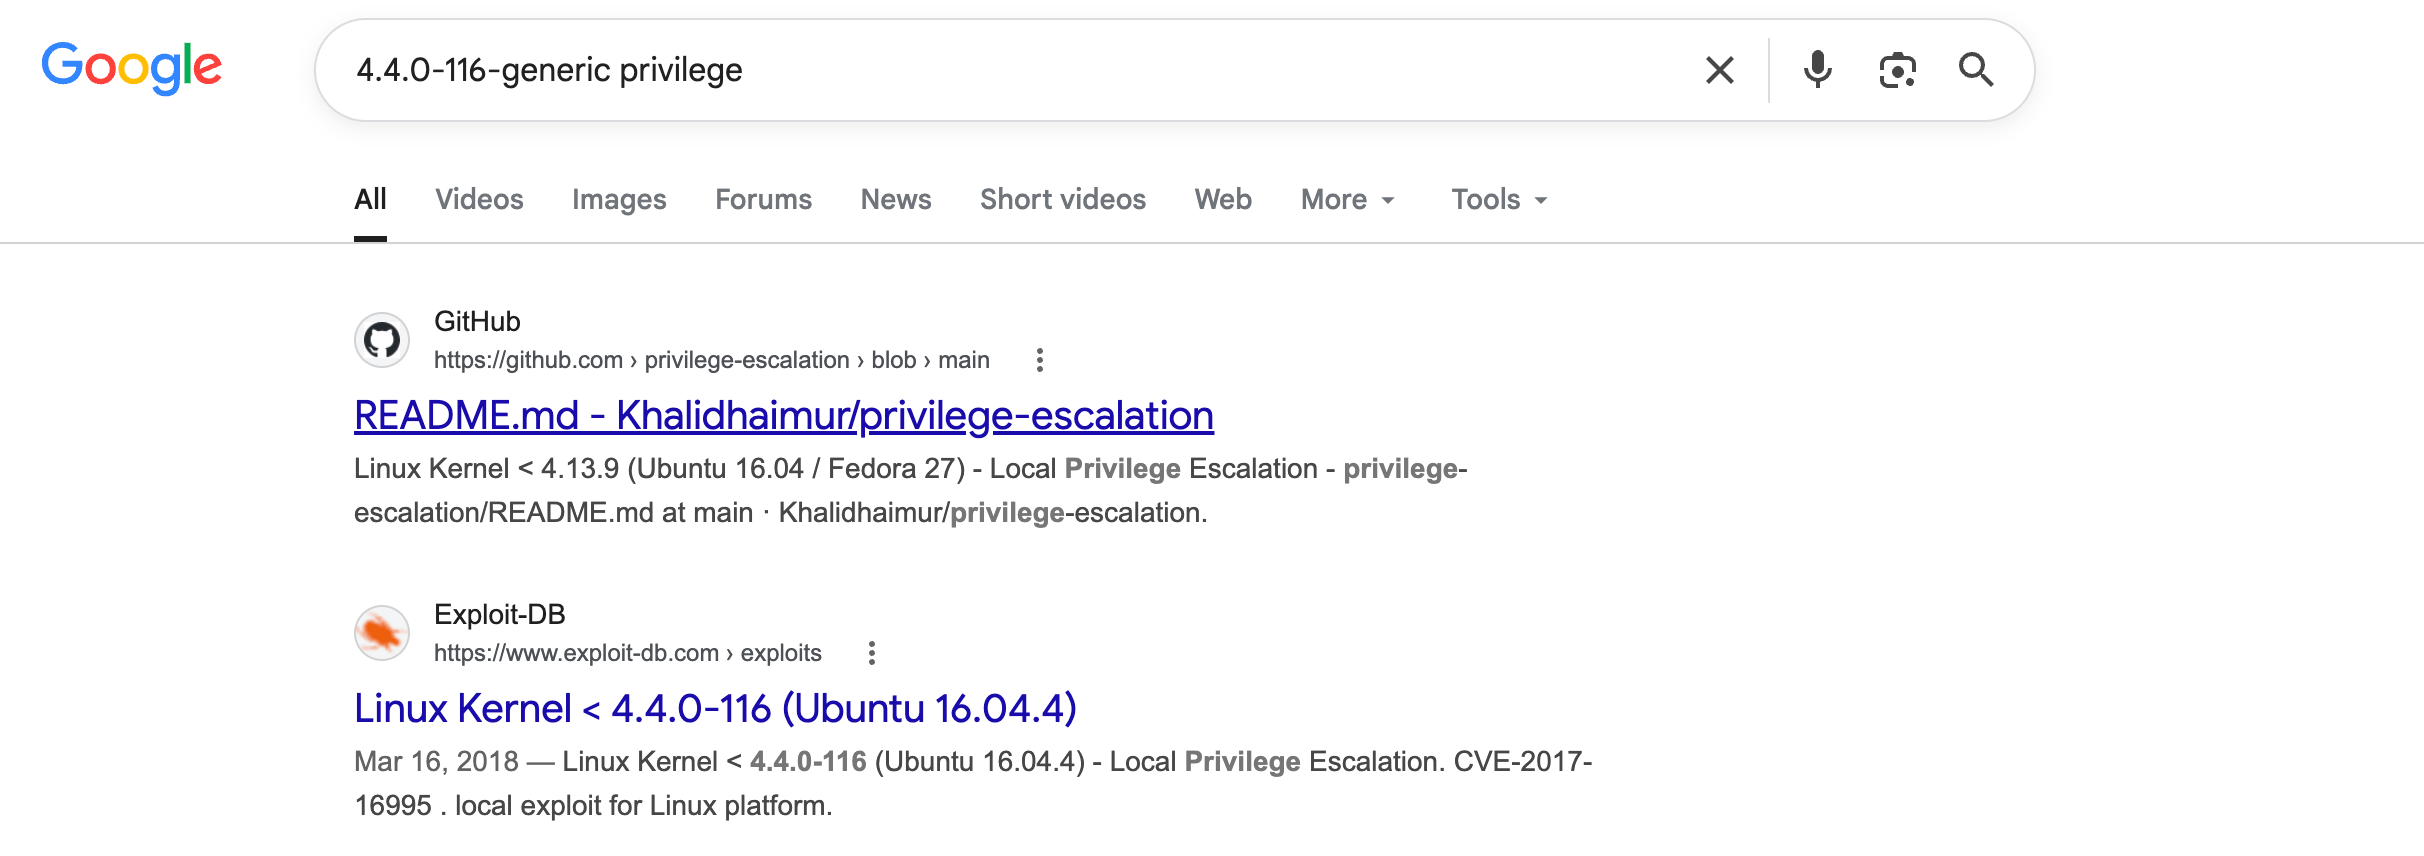 Google
4.4.0-116-generic privilege
All Videos Images Forums News Short videos Web More Tools
GitHub
https://github.com › privilege-escalation › blob › main
README.md - Khalidhaimur/privilege-escalation
Linux Kernel < 4.13.9 (Ubuntu 16.04 / Fedora 27) - Local Privilege Escalation - privilege-
escalation/README.md at main · Khalidhaimur/privilege-escalation.
Exploit-DB
https://www.exploit-db.com › exploits
Linux Kernel < 4.4.0-116 (Ubuntu 16.04.4)
Mar 16, 2018 — Linux Kernel < 4.4.0-116 (Ubuntu 16.04.4) - Local Privilege Escalation. CVE-2017-
16995 . local exploit for Linux platform.